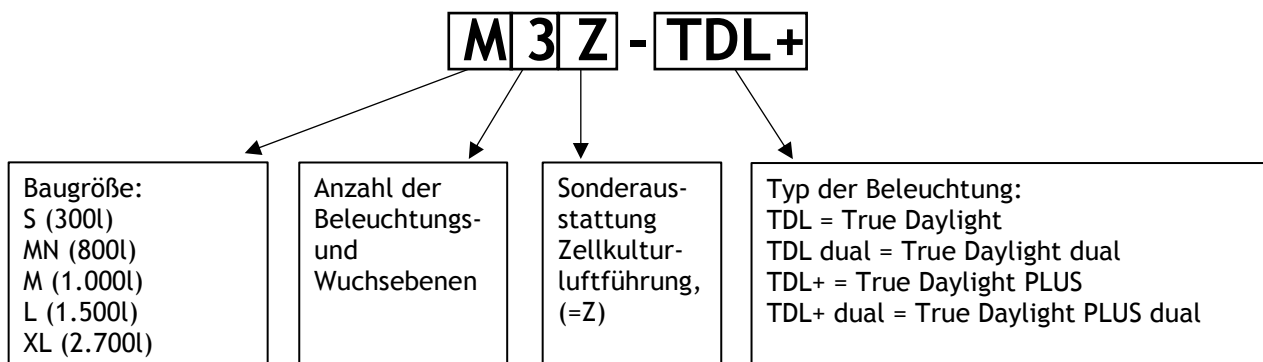 M 3 Z - TDL+
Baugröße:
S (300l)
MN (800l)
M (1.000l)
L (1.500l)
XL (2.700l)
Anzahl der
Beleuchtungs-
und
Wuchsebenen
Sonderaus-
stattung
Zellkultur-
luftführung,
(=Z)
Typ der Beleuchtung:
TDL = True Daylight
TDL dual = True Daylight dual
TDL+ = True Daylight PLUS
TDL+ dual = True Daylight PLUS dual